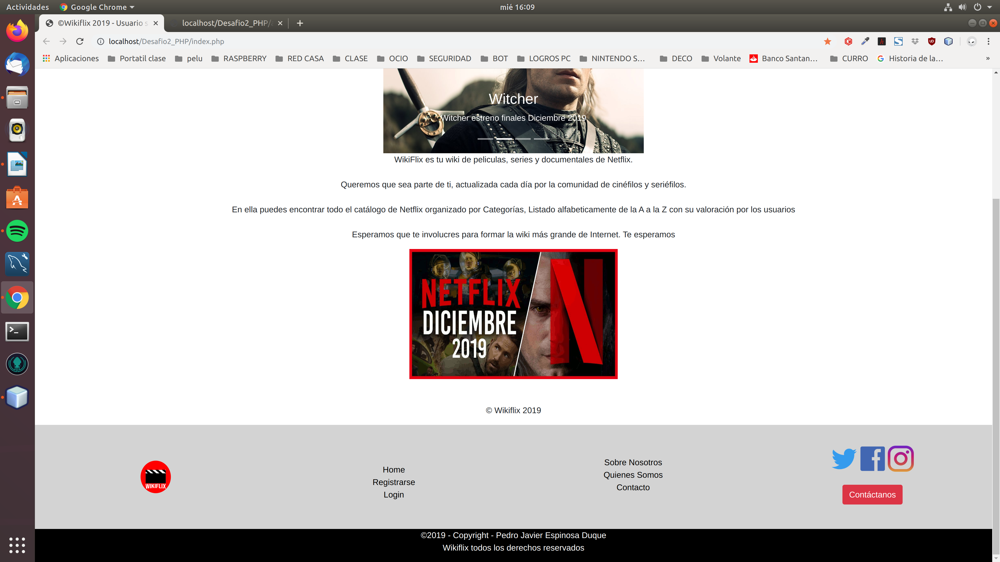 Actividades
Google Chrome
mié 16:09
©Wikiflix 2019 - Usuario s
localhost/Desafio2_PHP/
localhost/Desafio2_PHP/index.php
Aplicaciones
Portatil clase
pelu
RASPBERRY
RED CASA
CLASE
OCIO
SEGURIDAD
BOT
LOGROS PC
NINTENDO S…
DECO
Volante
Banco Santan…
CURRO
Historia de la…
»
Witcher
Witcher estreno finales Diciembre 2019
WikiFlix es tu wiki de peliculas, series y documentales de Netflix.
Queremos que sea parte de ti, actualizada cada día por la comunidad de cinéfilos y seriéfilos.
En ella puedes encontrar todo el catálogo de Netflix organizado por Categorías, Listado alfabeticamente de la A a la Z con su valoración por los usuarios
Esperamos que te involucres para formar la wiki más grande de Internet. Te esperamos
NETFLIX
DICIEMBRE
2019
© Wikiflix 2019
WIKIFLIX
Home
Registrarse
Login
Sobre Nosotros
Quienes Somos
Contacto
Contáctanos
©2019 - Copyright - Pedro Javier Espinosa Duque
Wikiflix todos los derechos reservados